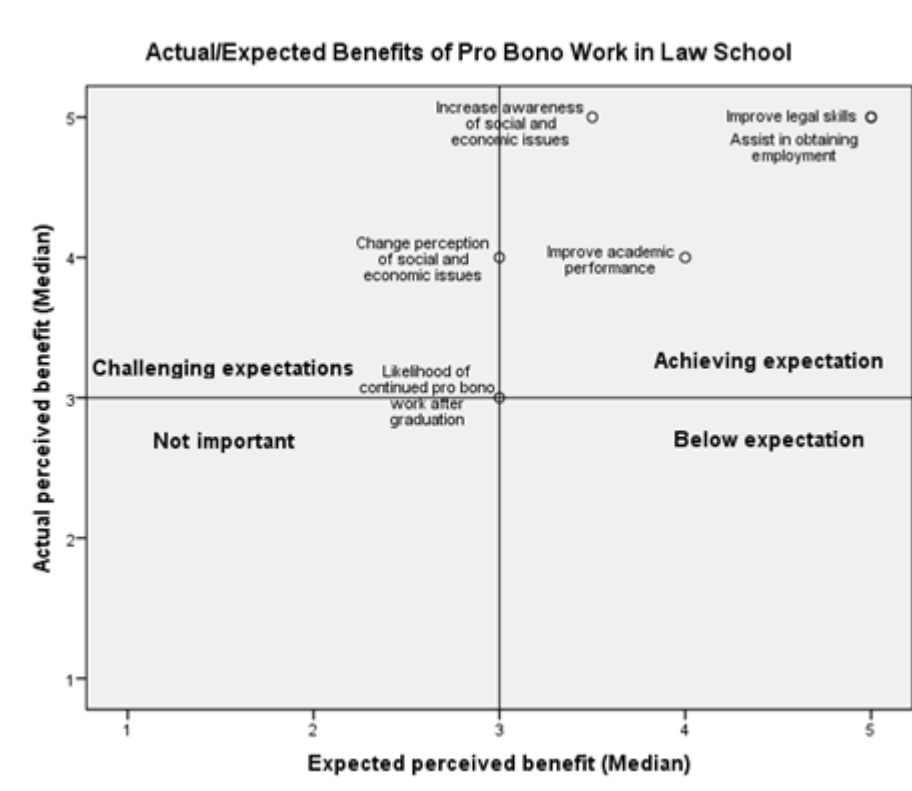 Actual/Expected Benefits of Pro Bono Work in Law School
Actual perceived benefit (Median)
5
4
3
2
1
Increase awareness
of social and
economic issues
Improve legal skills
Assist in obtaining
employment
Change perception
of social and
economic issues
Improve academic
performance
Challenging expectations
Achieving expectation
Likelihood of
continued pro bono
work after
graduation
Not important
Below expectation
1 2 3 4 5
Expected perceived benefit (Median)